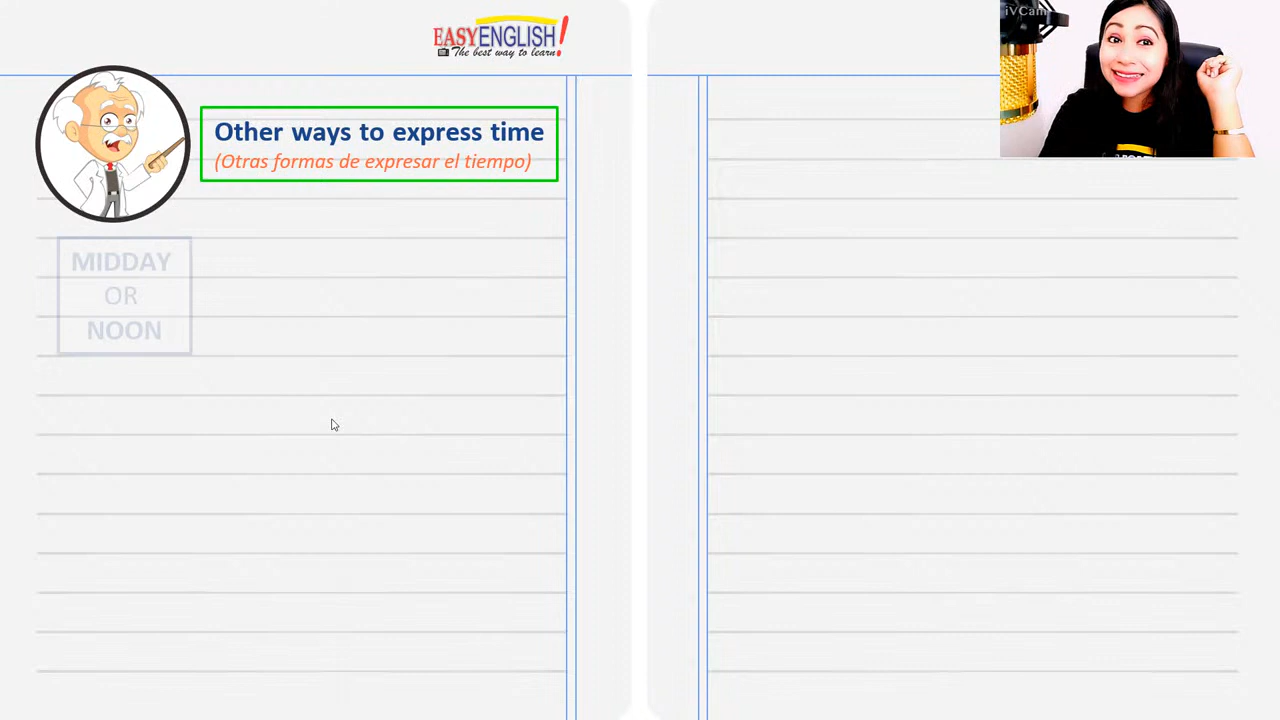 EASYENGLISH!
The best way to learn!
iVCam
Other ways to express time
(Otras formas de expresar el tiempo)
MIDDAY
OR
NOON